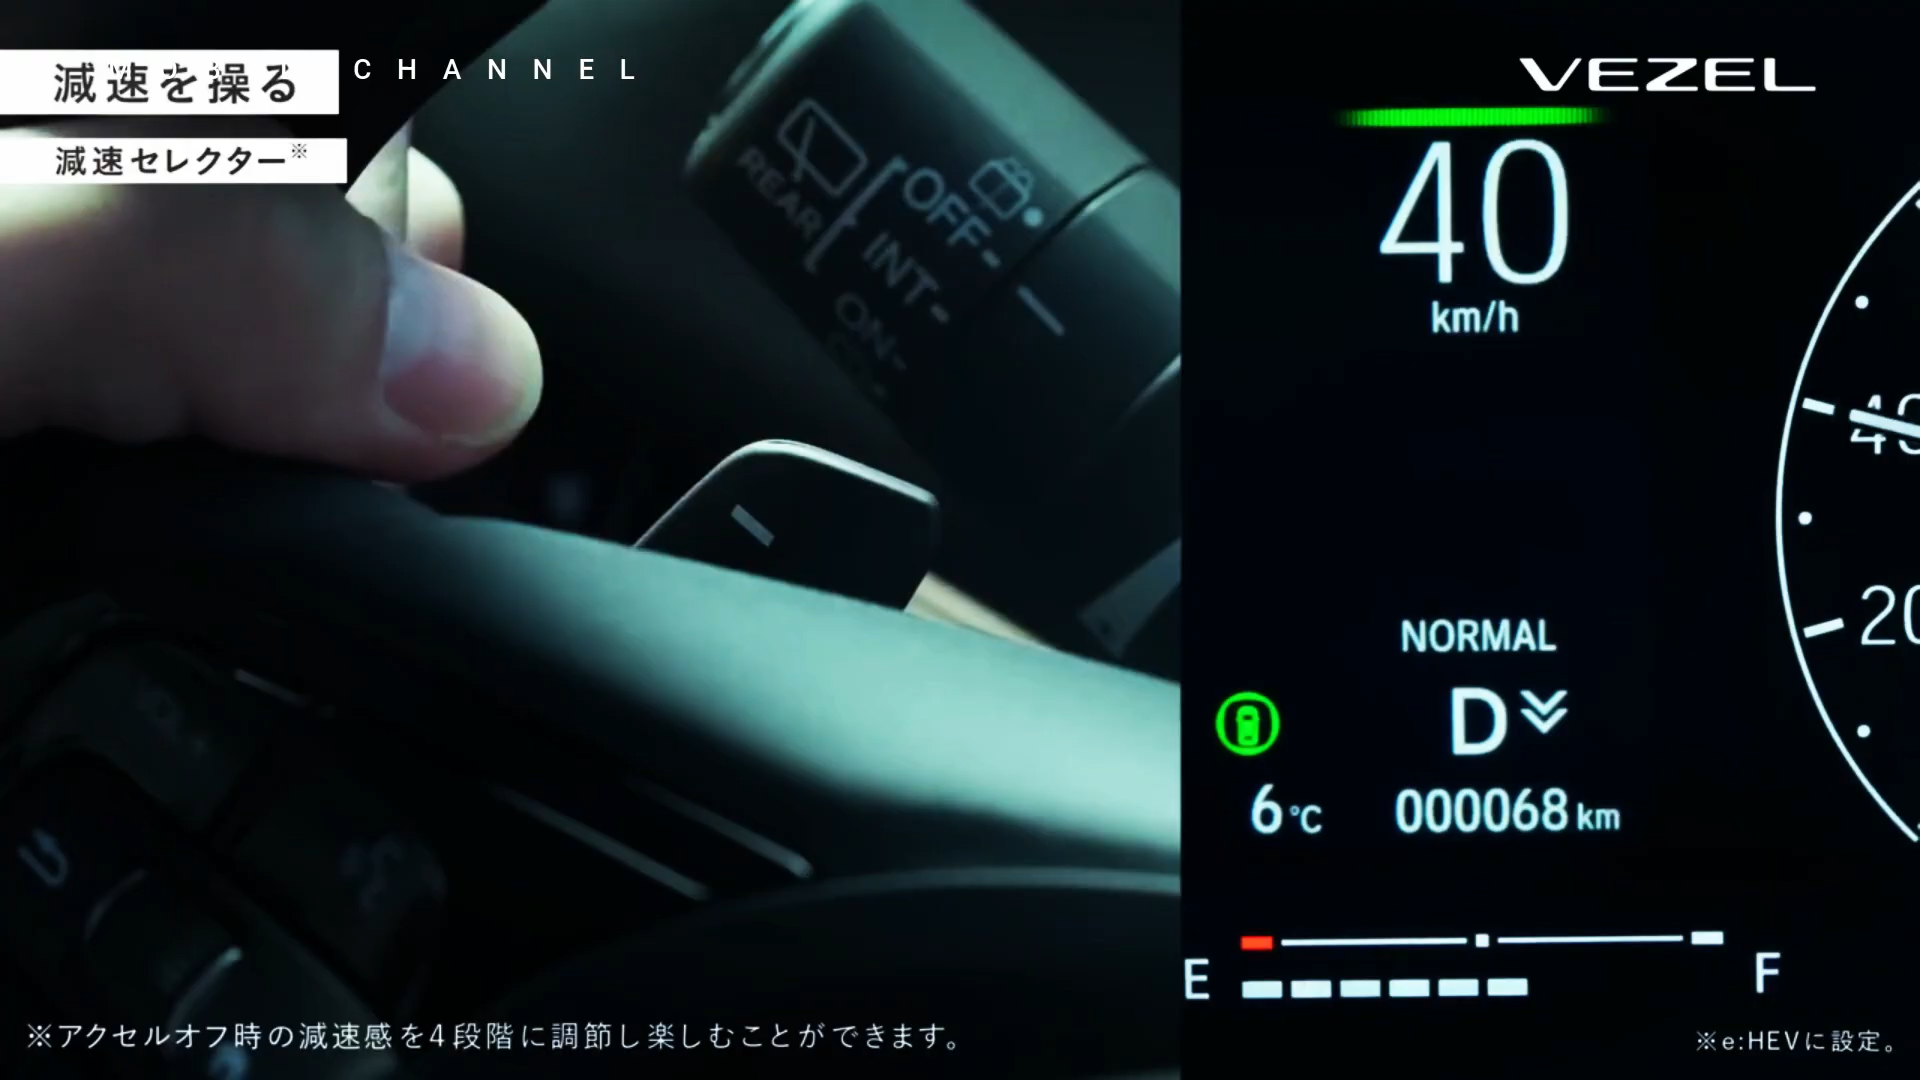 減速を操る
CHANNEL
減速セレクター※
VEZEL
REAR
OFF
INT
ON
40
km/h
40
20
NORMAL
D
6℃
000068 km
E
F
※アクセルオフ時の減速感を4段階に調節し楽しむことができます。
※e:HEVに設定。